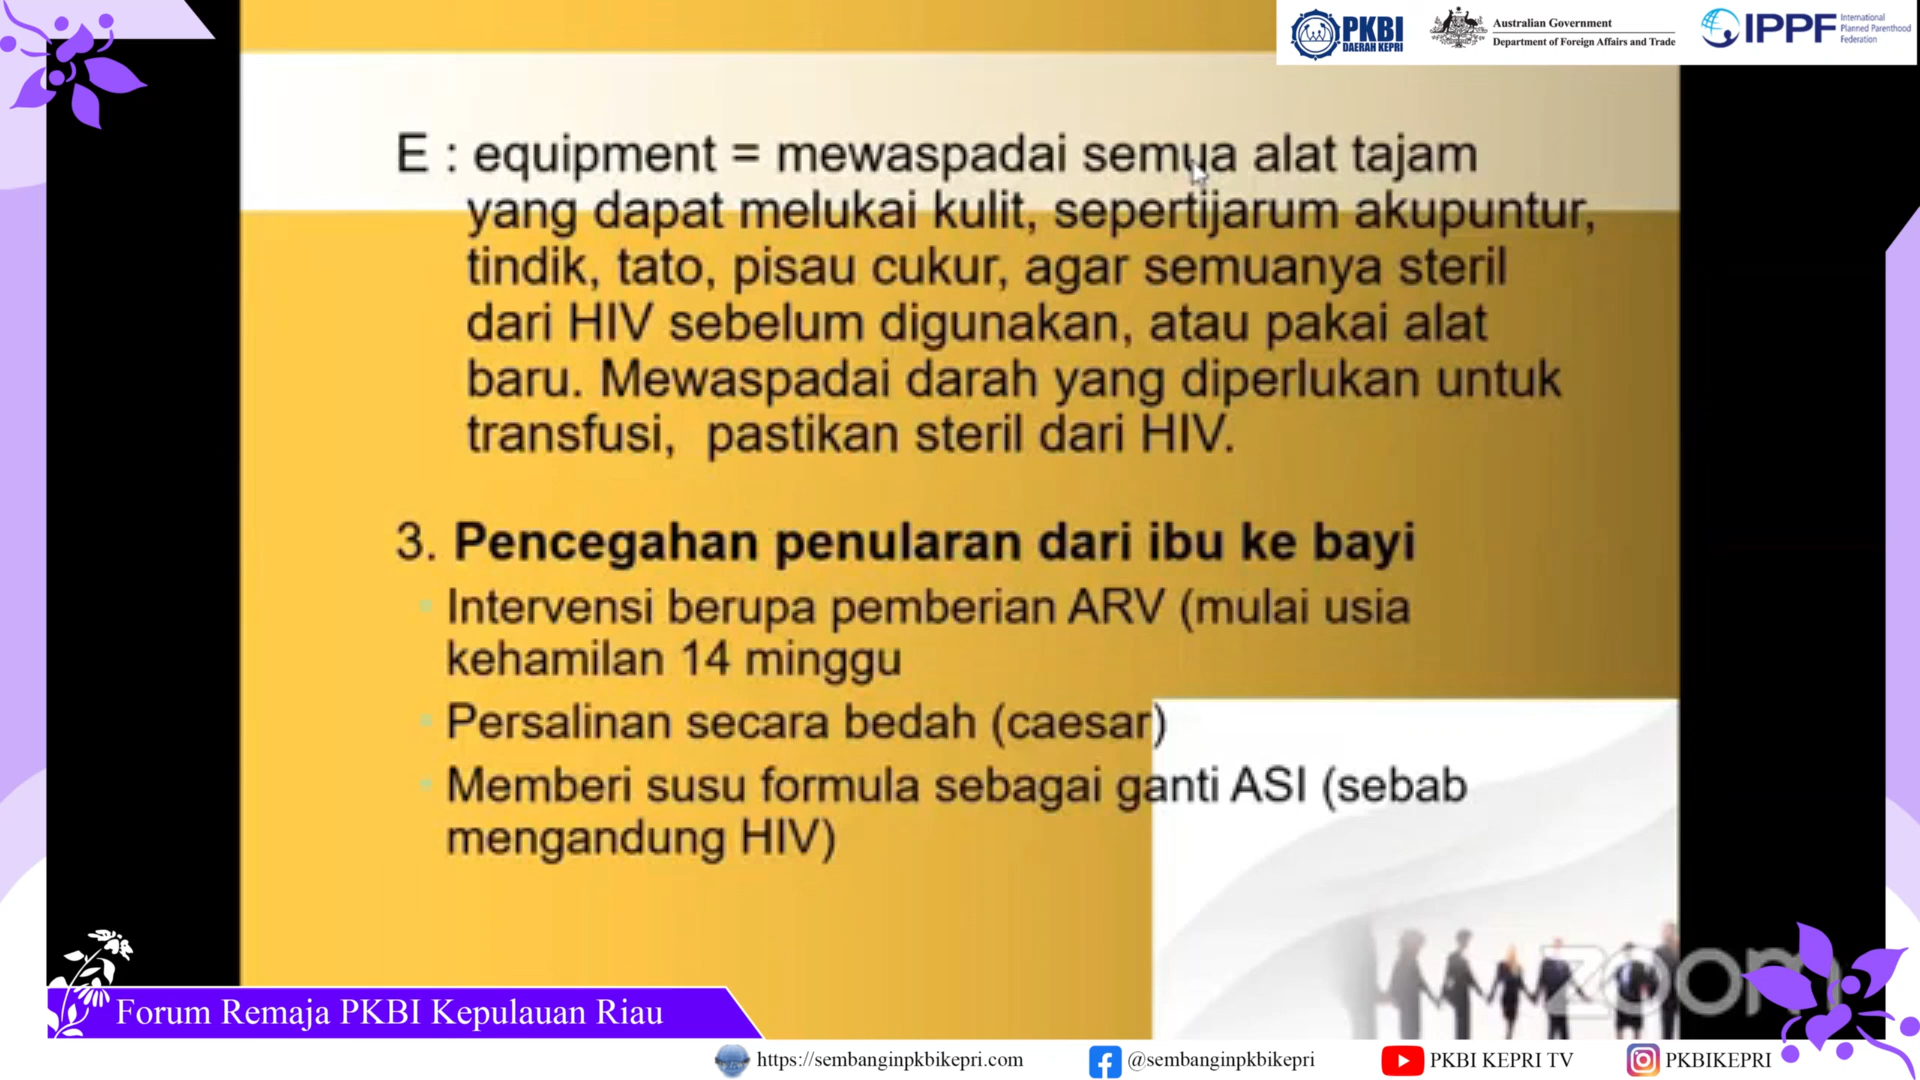 PKBI
DAERAH KEPRI
Australian Government
Department of Foreign Affairs and Trade
IPPF
International
Planned Parenthood
Federation
E : equipment = mewaspadai semua alat tajam
yang dapat melukai kulit, sepertijarum akupuntur,
tindik, tato, pisau cukur, agar semuanya steril
dari HIV sebelum digunakan, atau pakai alat
baru. Mewaspadai darah yang diperlukan untuk
transfusi, pastikan steril dari HIV.
3. Pencegahan penularan dari ibu ke bayi
Intervensi berupa pemberian ARV (mulai usia
kehamilan 14 minggu
Persalinan secara bedah (caesar)
Memberi susu formula sebagai ganti ASI (sebab
mengandung HIV)
zoom
Forum Remaja PKBI Kepulauan Riau
https://sembanginpkbikepri.com
@sembanginpkbikepri
PKBI KEPRI TV
PKBIKEPRI